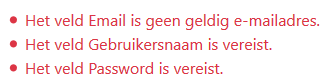 Het veld Email is geen geldig e-mailadres.
Het veld Gebruikersnaam is vereist.
Het veld Password is vereist.